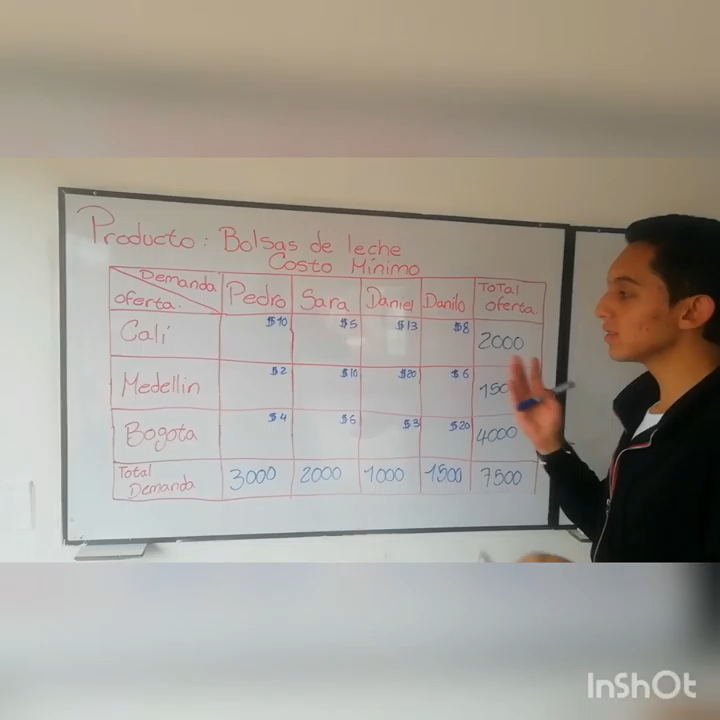 Producto: Bolsas de leche
Costo Mínimo
Demanda
oferta.
Pedro Sara Daniel Danilo Total oferta.
Cali $10 $5 $13 $8 2000
Medellin $2 $10 $20 $6
Bogota $4 $6 $3 $20 4000
Total Demanda 3000 2000 1000 1500 7500
InShOt